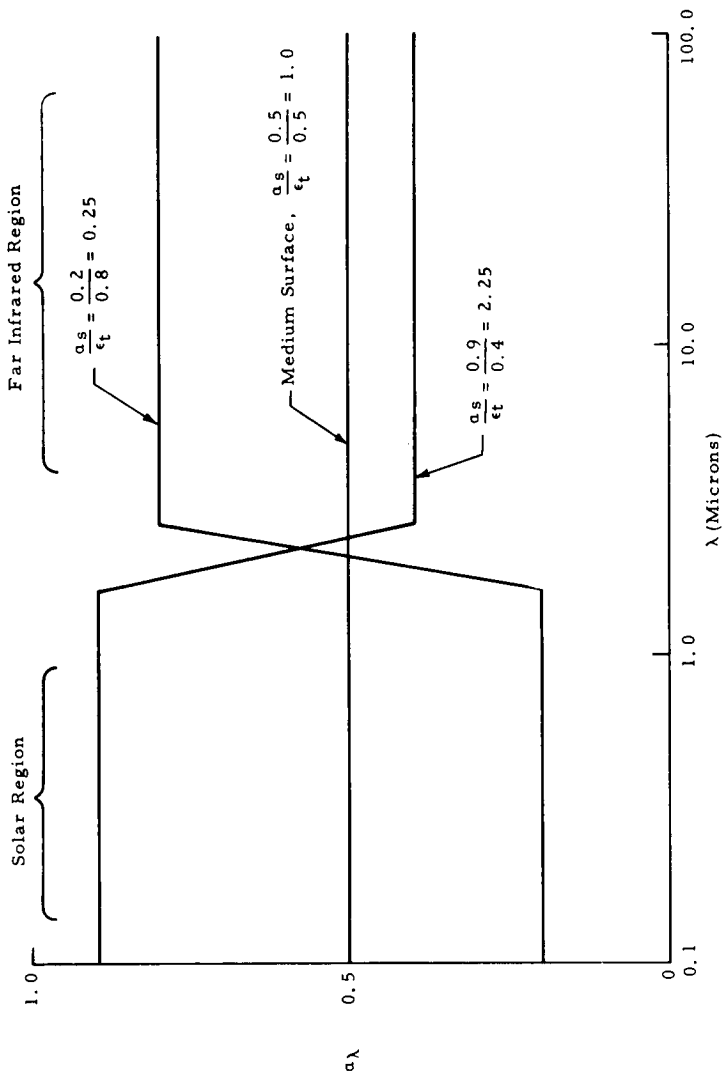 Solar Region
Far Infrared Region
αs/εt = 0.2/0.8 = 0.25
Medium Surface, αs/εt = 0.5/0.5 = 1.0
αs/εt = 0.9/0.4 = 2.25
αλ
1.0
0.5
0
0.1
1.0
10.0
100.0
λ (Microns)